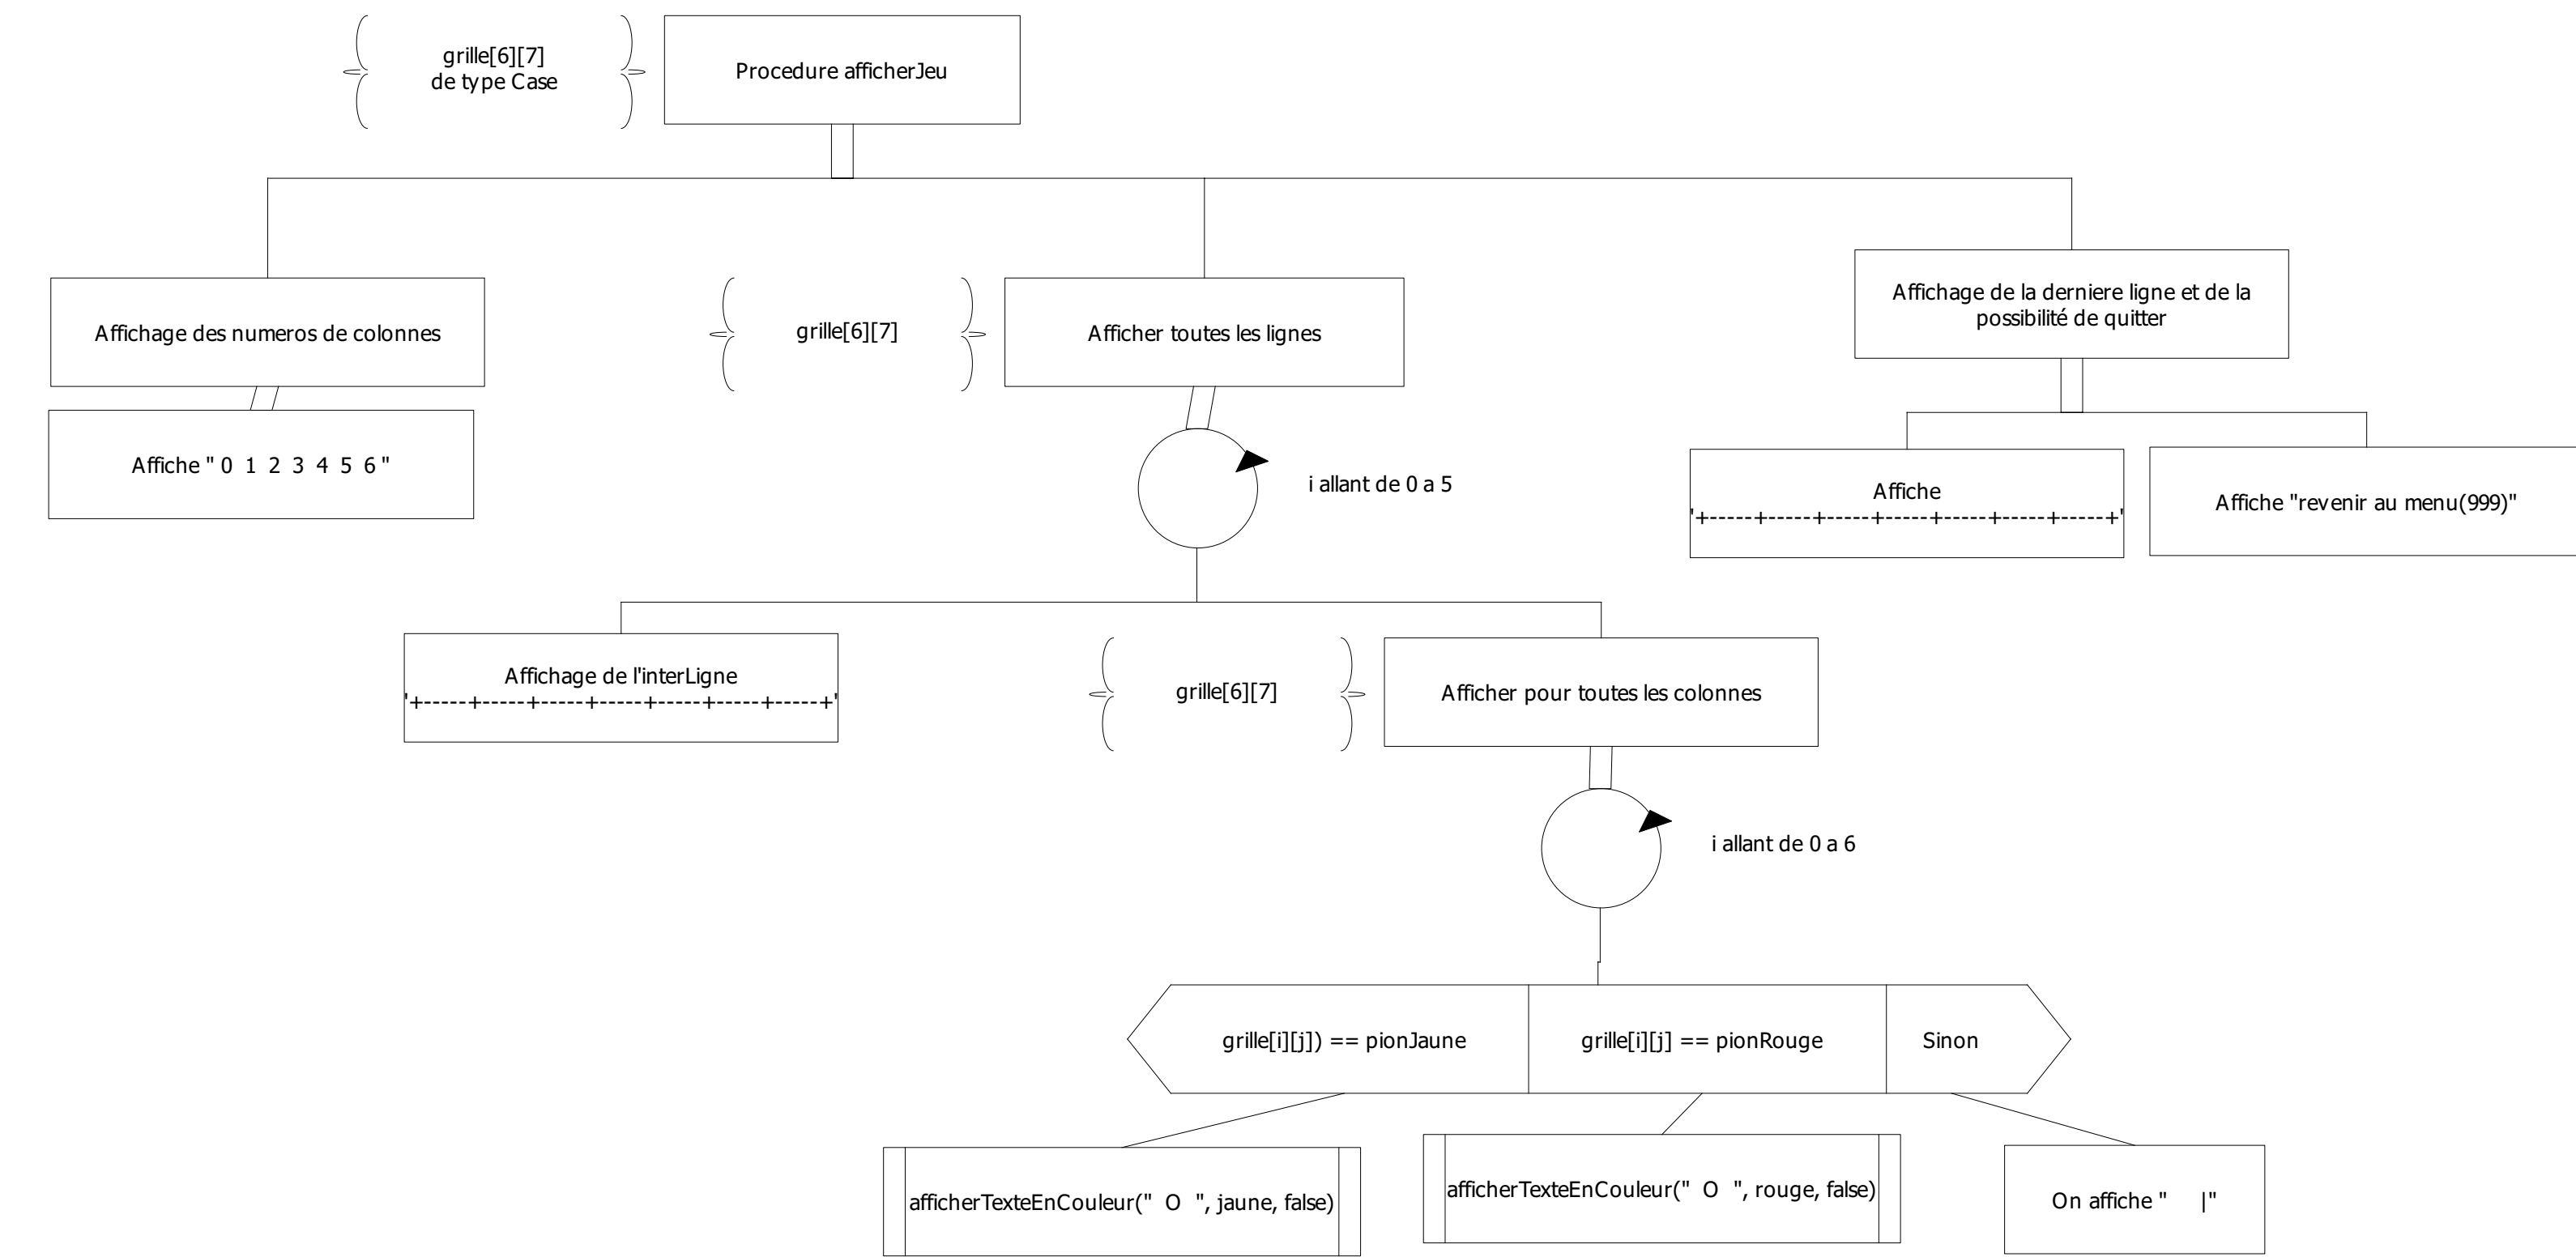 grille[6][7]
de type Case
Procedure afficherJeu
Affichage des numeros de colonnes
grille[6][7]
Afficher toutes les lignes
Affichage de la derniere ligne et de la
possibilité de quitter
Affiche " 0 1 2 3 4 5 6 "
i allant de 0 a 5
Affiche
'+-----+-----+-----+-----+-----+-----+-----+'
Affiche "revenir au menu(999)"
Affichage de l'interLigne
'+-----+-----+-----+-----+-----+-----+-----+'
grille[6][7]
Afficher pour toutes les colonnes
i allant de 0 a 6
grille[i][j]) == pionJaune
grille[i][j] == pionRouge
Sinon
afficherTexteEnCouleur(" O ", jaune, false)
afficherTexteEnCouleur(" O ", rouge, false)
On affiche "     |"